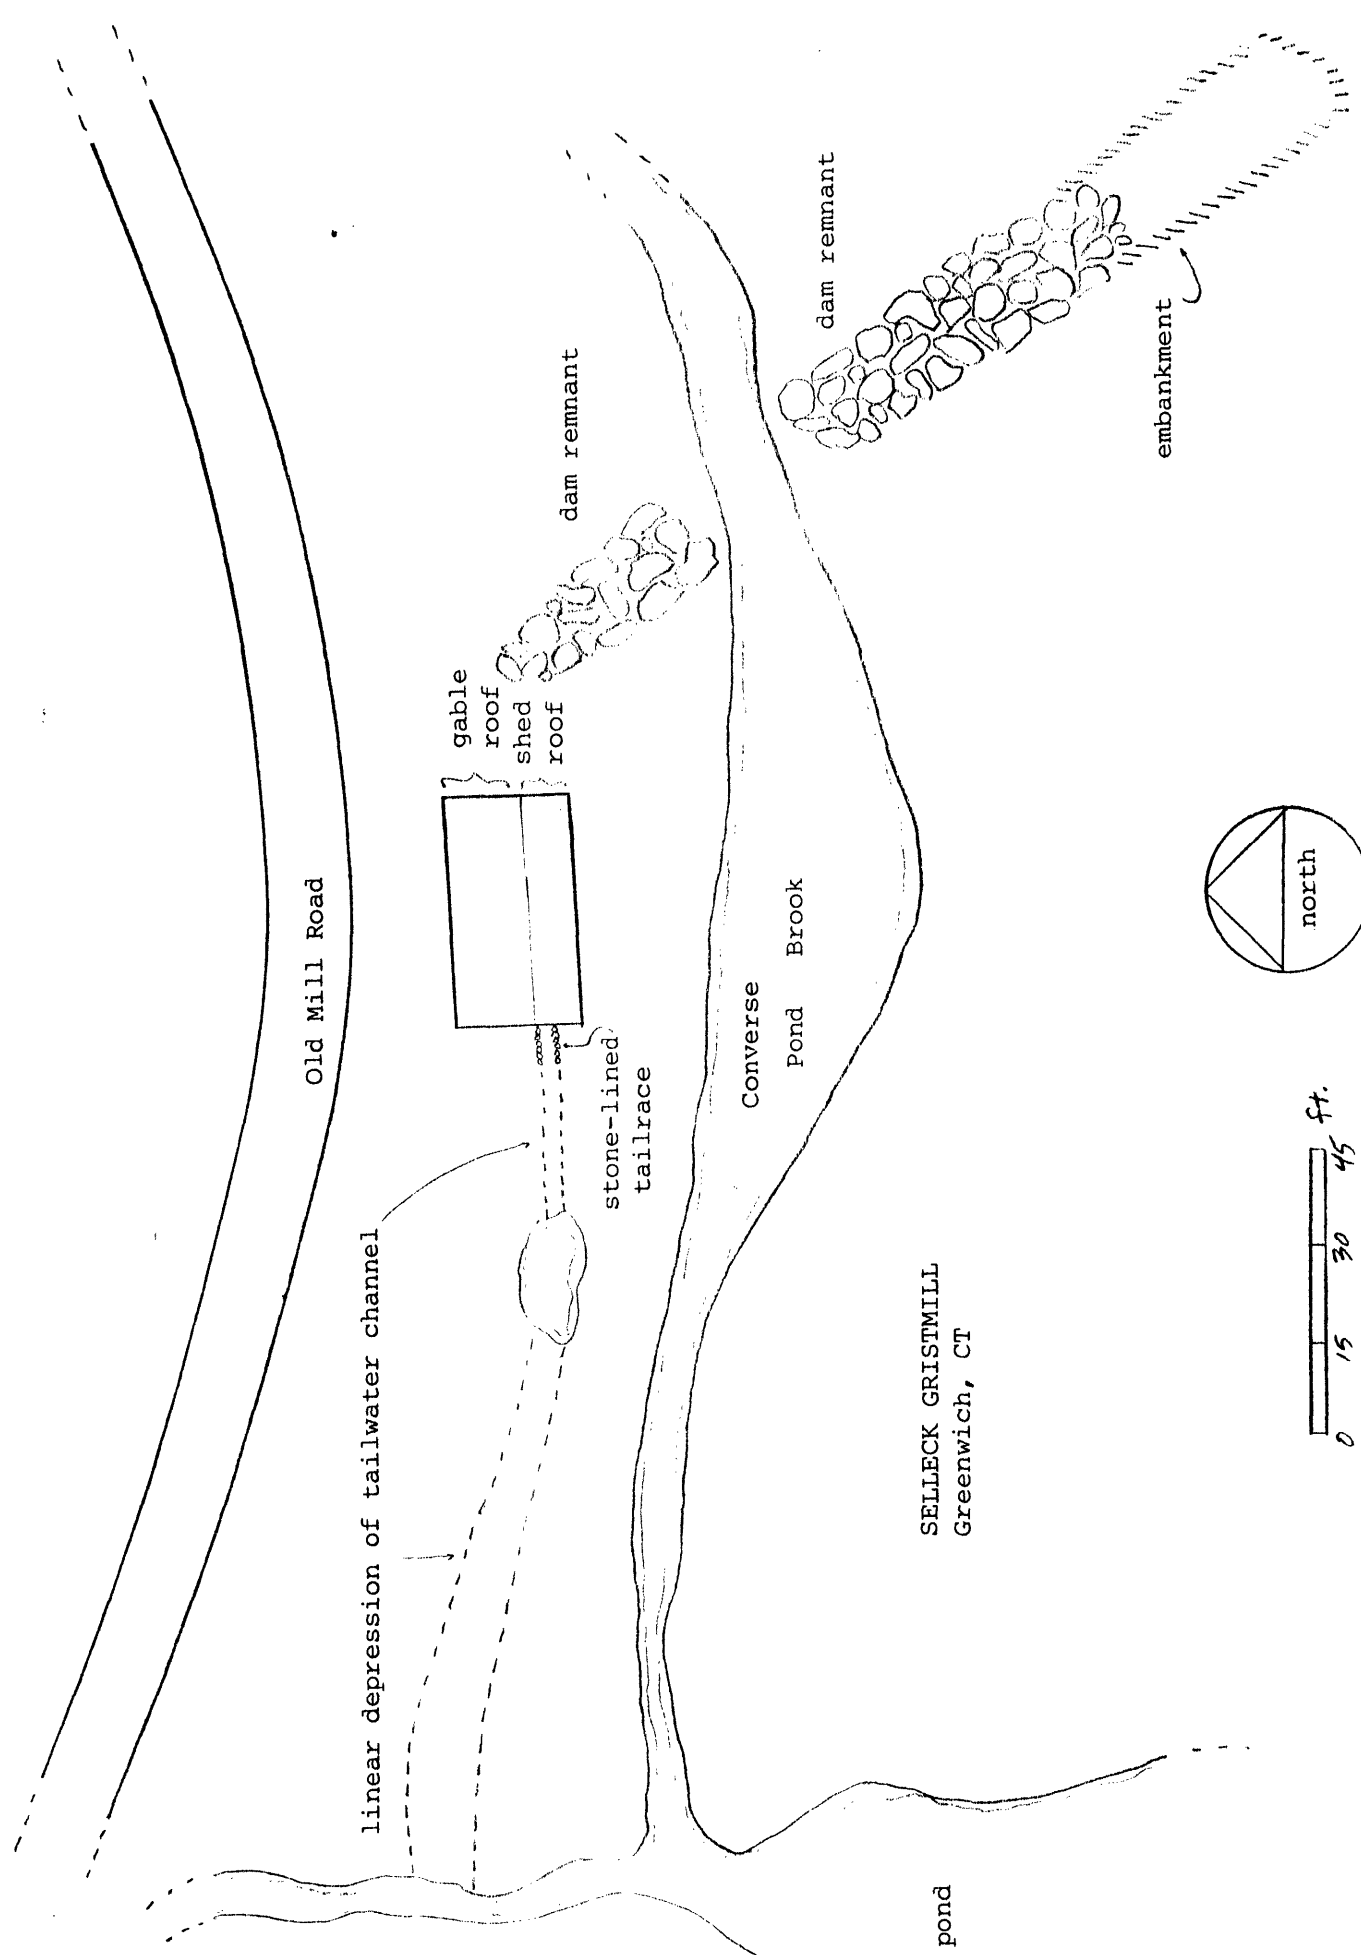 Old Mill Road
gable
roof
shed
roof
dam remnant
dam remnant
embankment
linear depression of tailwater channel
stone-lined
tailrace
Converse
Pond Brook
SELLECK GRISTMILL
Greenwich, CT
pond
north
0 15 30 45 ft.